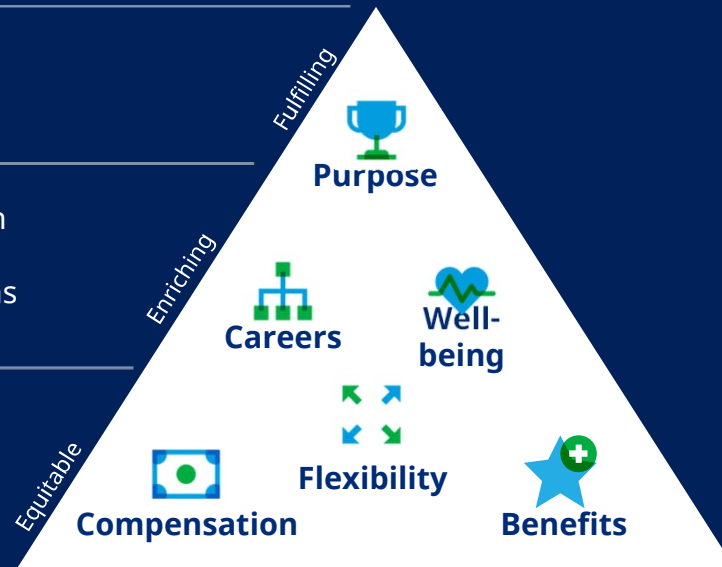 Fulfilling
Purpose
Enriching
Careers
Well-
being
Equitable
Flexibility
Compensation
Benefits